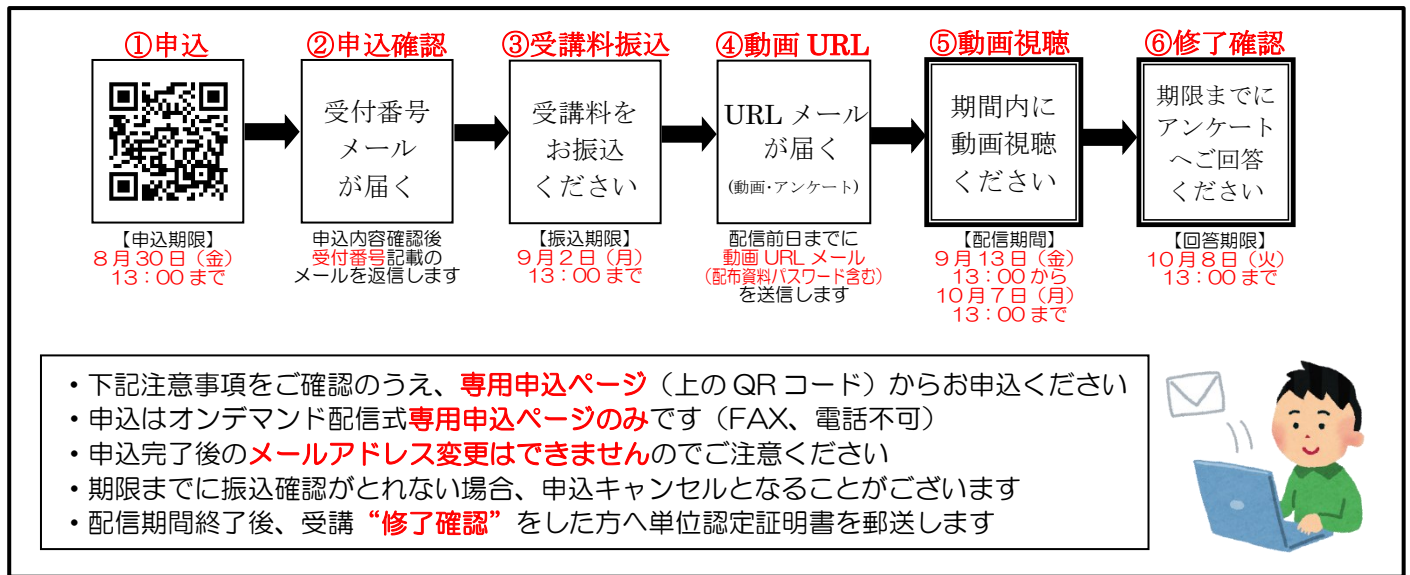 ①申込
②申込確認
③受講料振込
④動画 URL
⑤動画視聴
⑥修了確認
受付番号
メール
が届く
受講料を
お振込
ください
URL メール
が届く
(動画・アンケート)
期間内に
動画視聴
ください
期限までに
アンケート
へご回答
ください
【申込期限】
8月30日（金）
13：00 まで
申込内容確認後
受付番号記載の
メールを返信します
【振込期限】
9月2日（月）
13：00 まで
配信前日までに
動画 URL メール
（配布資料パスワード含む）
を送信します
【配信期間】
9月13日（金）
13：00 から
10月7日（月）
13：00 まで
【回答期限】
10月8日（火）
13：00 まで
・下記注意事項をご確認のうえ、専用申込ページ（上の QR コード）からお申込ください
・申込はオンデマンド配信式専用申込ページのみです（FAX、電話不可）
・申込完了後のメールアドレス変更はできませんのでご注意ください
・期限までに振込確認がとれない場合、申込キャンセルとなることがございます
・配信期間終了後、受講“修了確認”をした方へ単位認定証明書を郵送します